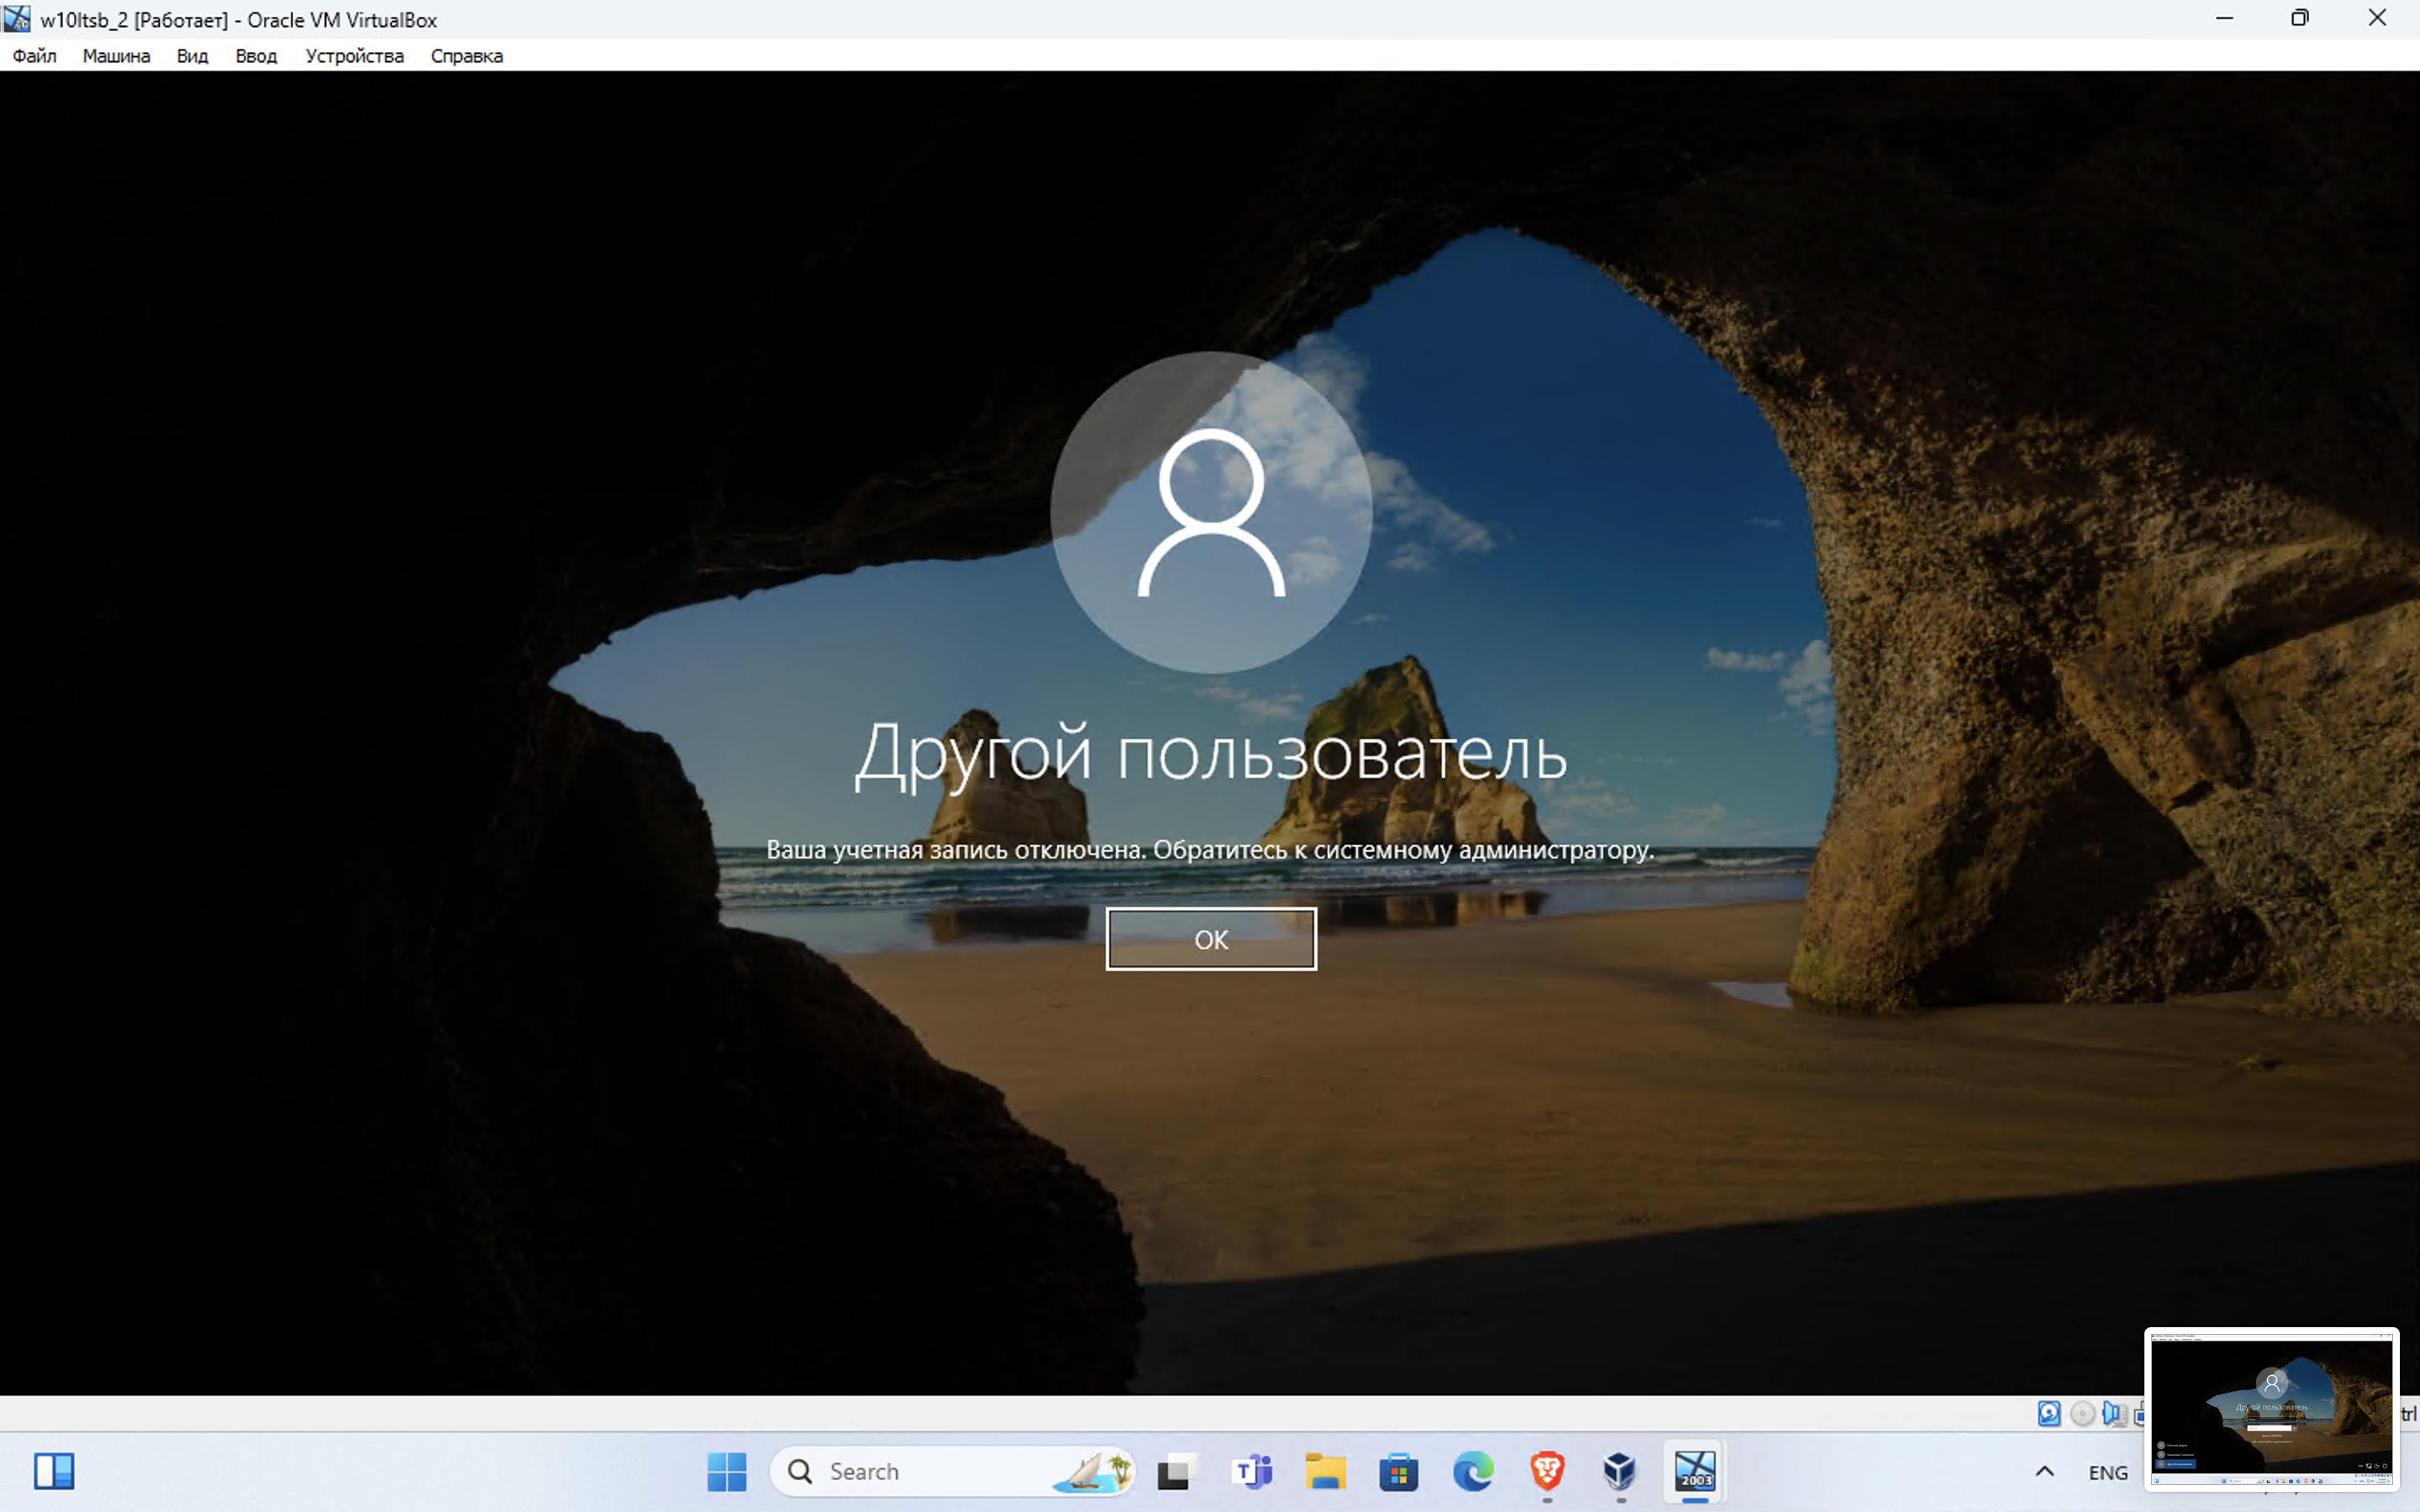 w10ltsb_2 [Работает] - Oracle VM VirtualBox
Файл Машина Вид Ввод Устройства Справка
Другой пользователь
Ваша учетная запись отключена. Обратитесь к системному администратору.
OK
trl
Search
2003
ENG
Другой пользователь